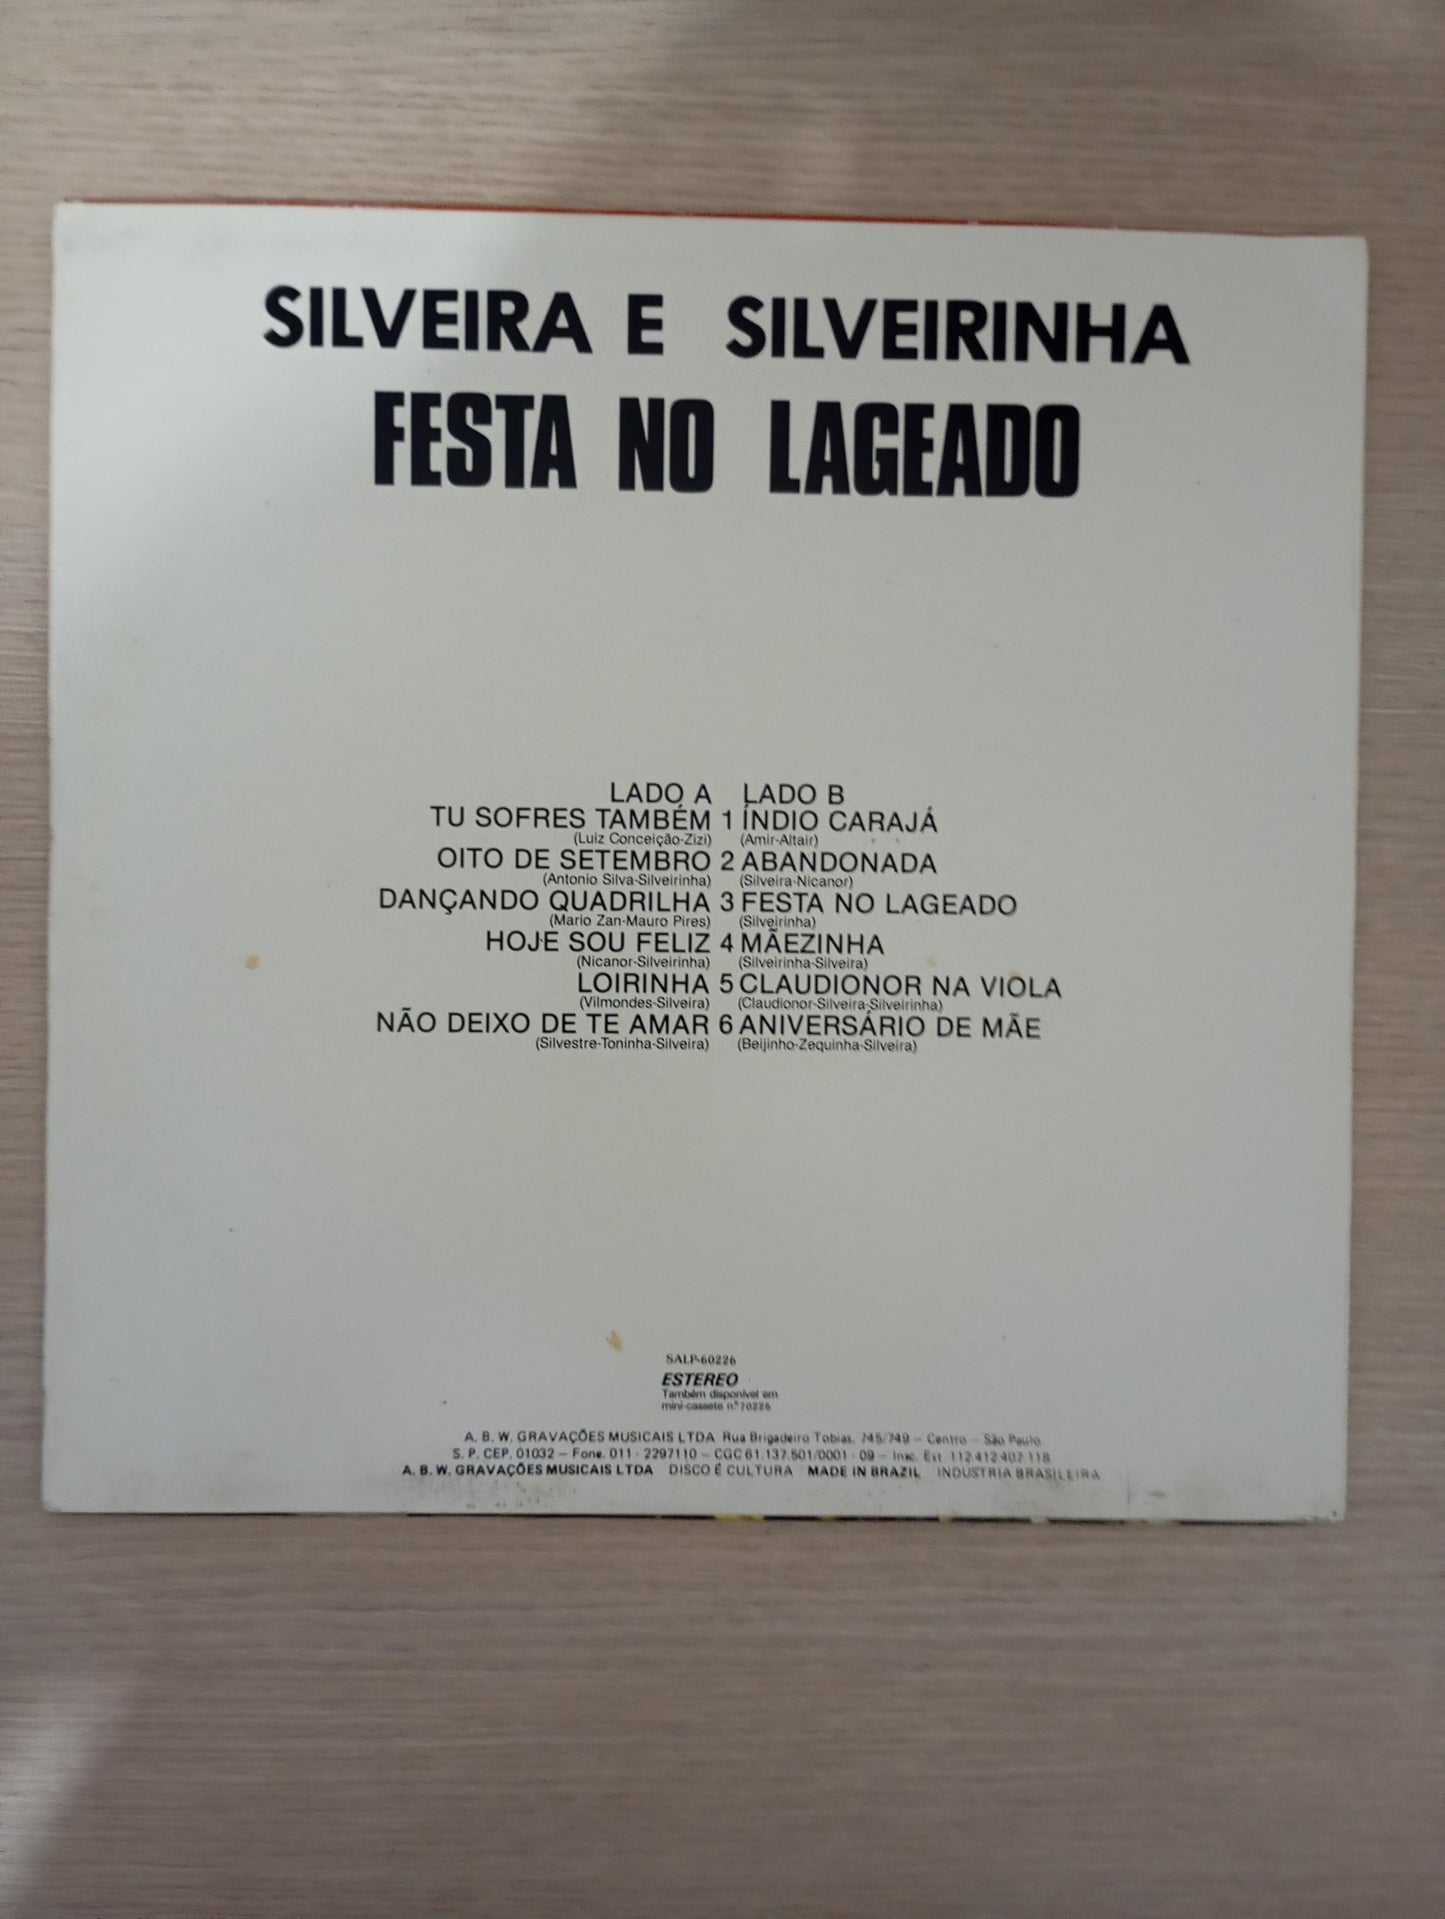 SILVEIRA E SILVEIRINHA
FESTA NO LAGEADO
LADO A LADO B
TU SOFRES TAMBÉM 1 ÍNDIO CARAJÁ
(Luiz Conceição-Zizi) (Amir-Altair)
OITO DE SETEMBRO 2 ABANDONADA
(Antonio Silva-Silveirinha) (Silveira-Nicanor)
DANÇANDO QUADRILHA 3 FESTA NO LAGEADO
(Mario Zan-Mauro Pires) (Silveirinha)
HOJE SOU FELIZ 4 MÃEZINHA
(Nicanor-Silveirinha) (Silveirinha-Silveira)
LOIRINHA 5 CLAUDIONOR NA VIOLA
(Vilmondes-Silveira) (Claudionor-Silveira-Silveirinha)
NÃO DEIXO DE TE AMAR 6 ANIVERSÁRIO DE MÃE
(Silvestre-Toninha-Silveira) (Beijinho-Zequinha-Silveira)
SALP-60226
ESTEREO
Também disponível em
mini-cassete n.º 70226
A. B. W. GRAVAÇÕES MUSICAIS LTDA Rua Brigadeiro Tobias, 745/749 - Centro - São Paulo
S. P. CEP. 01032 - Fone. 011 - 2297110 - CGC 61.137.501/0001 - 09 - Insc. Est. 112.412.407.118
A. B. W. GRAVAÇÕES MUSICAIS LTDA DISCO É CULTURA MADE IN BRAZIL INDÚSTRIA BRASILEIRA